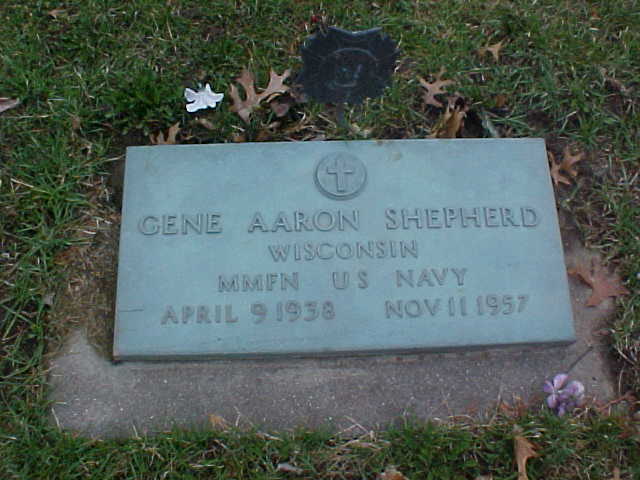 GENE AARON SHEPHERD
WISCONSIN
MMFN US NAVY
APRIL 9 1938 NOV 11 1957